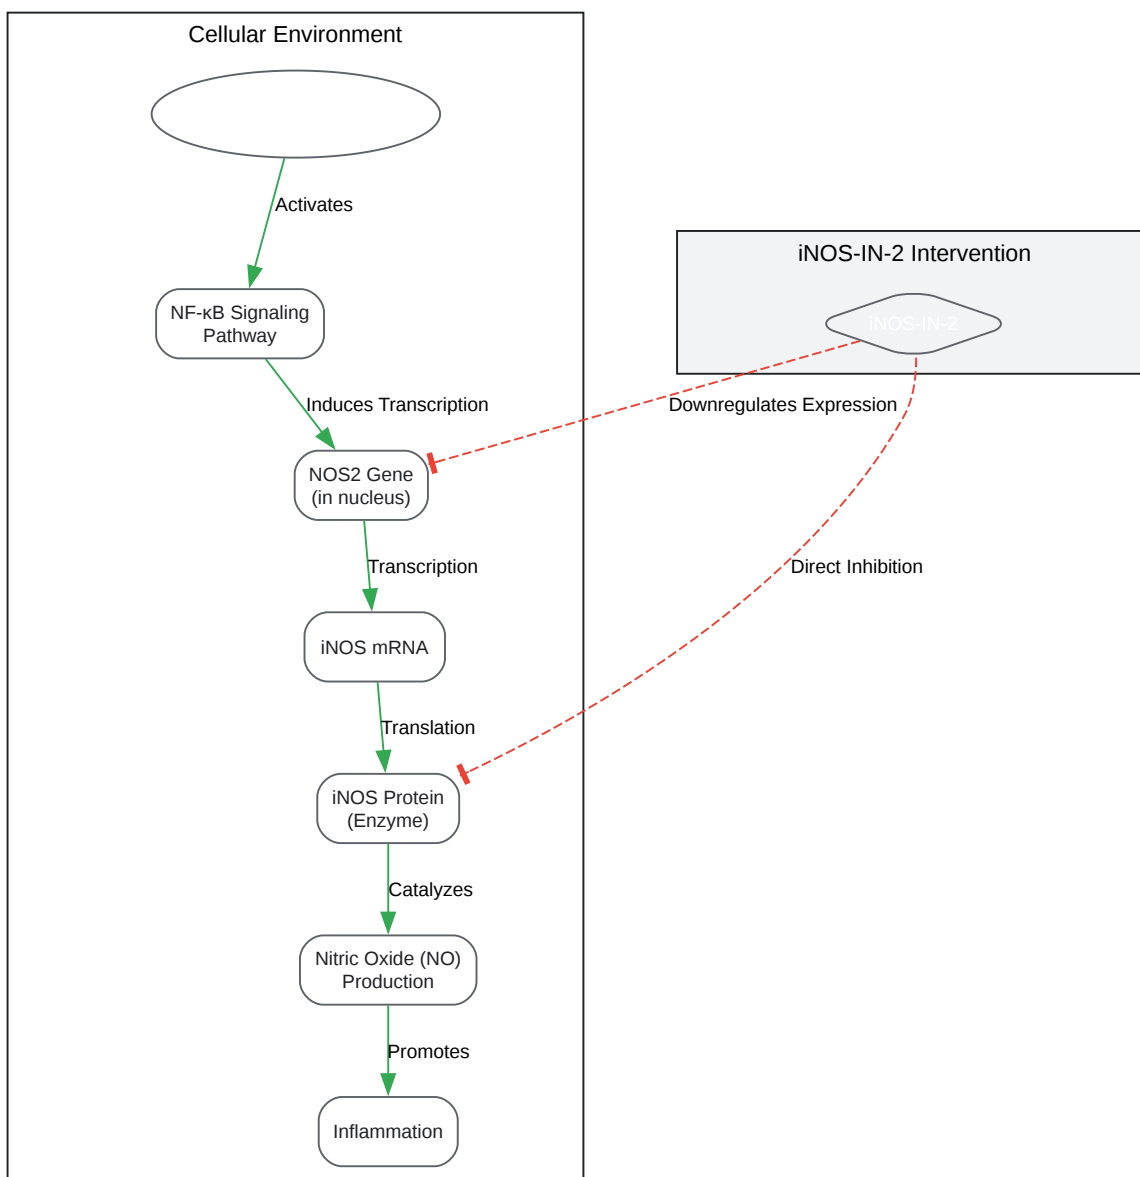 Cellular Environment
Activates
NF-κB Signaling
Pathway
Induces Transcription
NOS2 Gene
(in nucleus)
Transcription
iNOS mRNA
Translation
iNOS Protein
(Enzyme)
Catalyzes
Nitric Oxide (NO)
Production
Promotes
Inflammation
iNOS-IN-2 Intervention
iNOS-IN-2
Downregulates Expression
Direct Inhibition